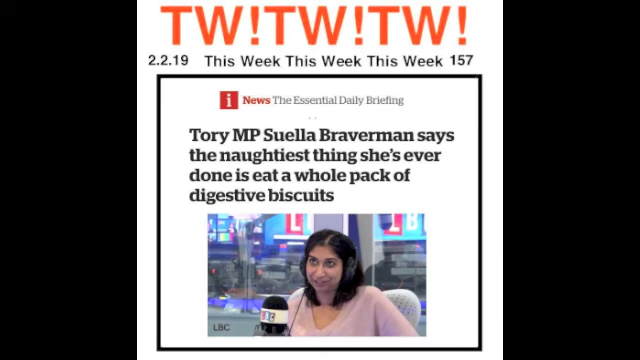 TW!TW!TW!
2.2.19 This Week This Week This Week 157
i News The Essential Daily Briefing
Tory MP Suella Braverman says
the naughtiest thing she's ever
done is eat a whole pack of
digestive biscuits
LBC
LBC